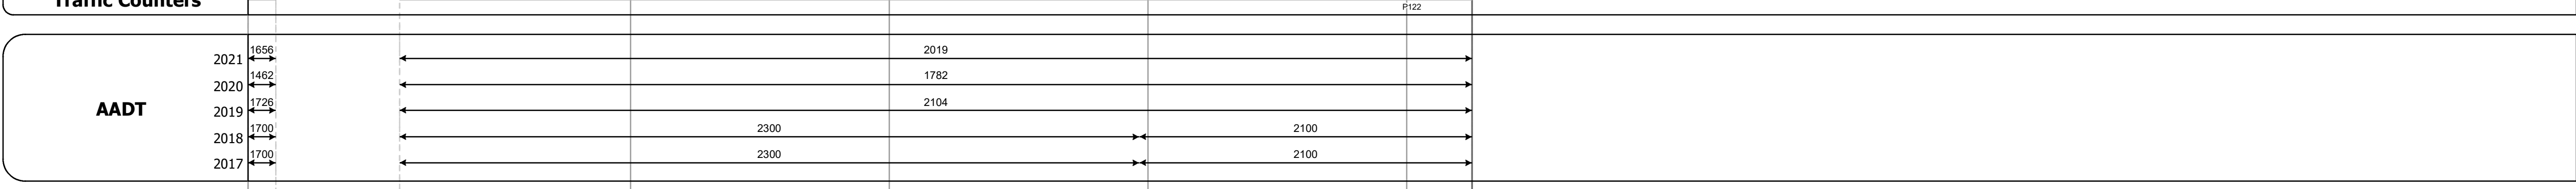 Traffic Counters
P122
AADT
2021 1656 2019
2020 1462 1782
2019 1726 2104
2018 1700 2300 2100
2017 1700 2300 2100